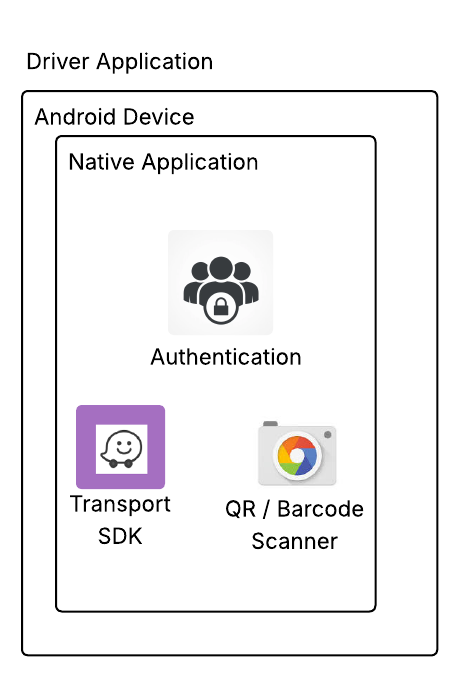 Driver Application
Android Device
Native Application
Authentication
Transport
SDK
QR / Barcode
Scanner